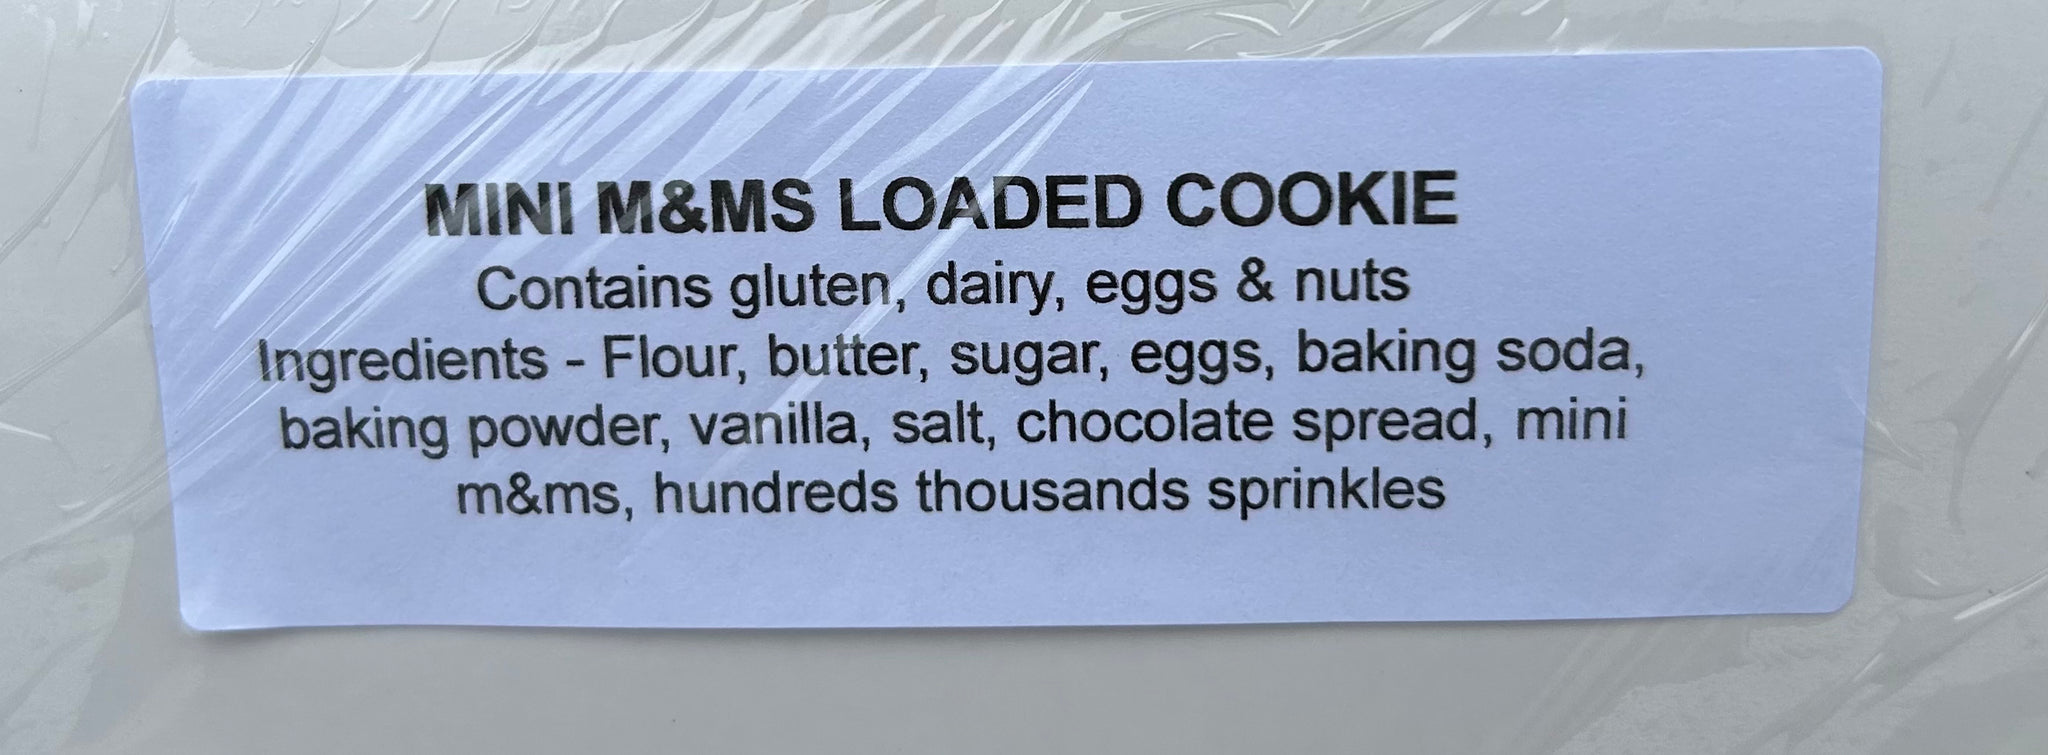 MINI M&MS LOADED COOKIE
Contains gluten, dairy, eggs & nuts
Ingredients - Flour, butter, sugar, eggs, baking soda,
baking powder, vanilla, salt, chocolate spread, mini
m&ms, hundreds thousands sprinkles